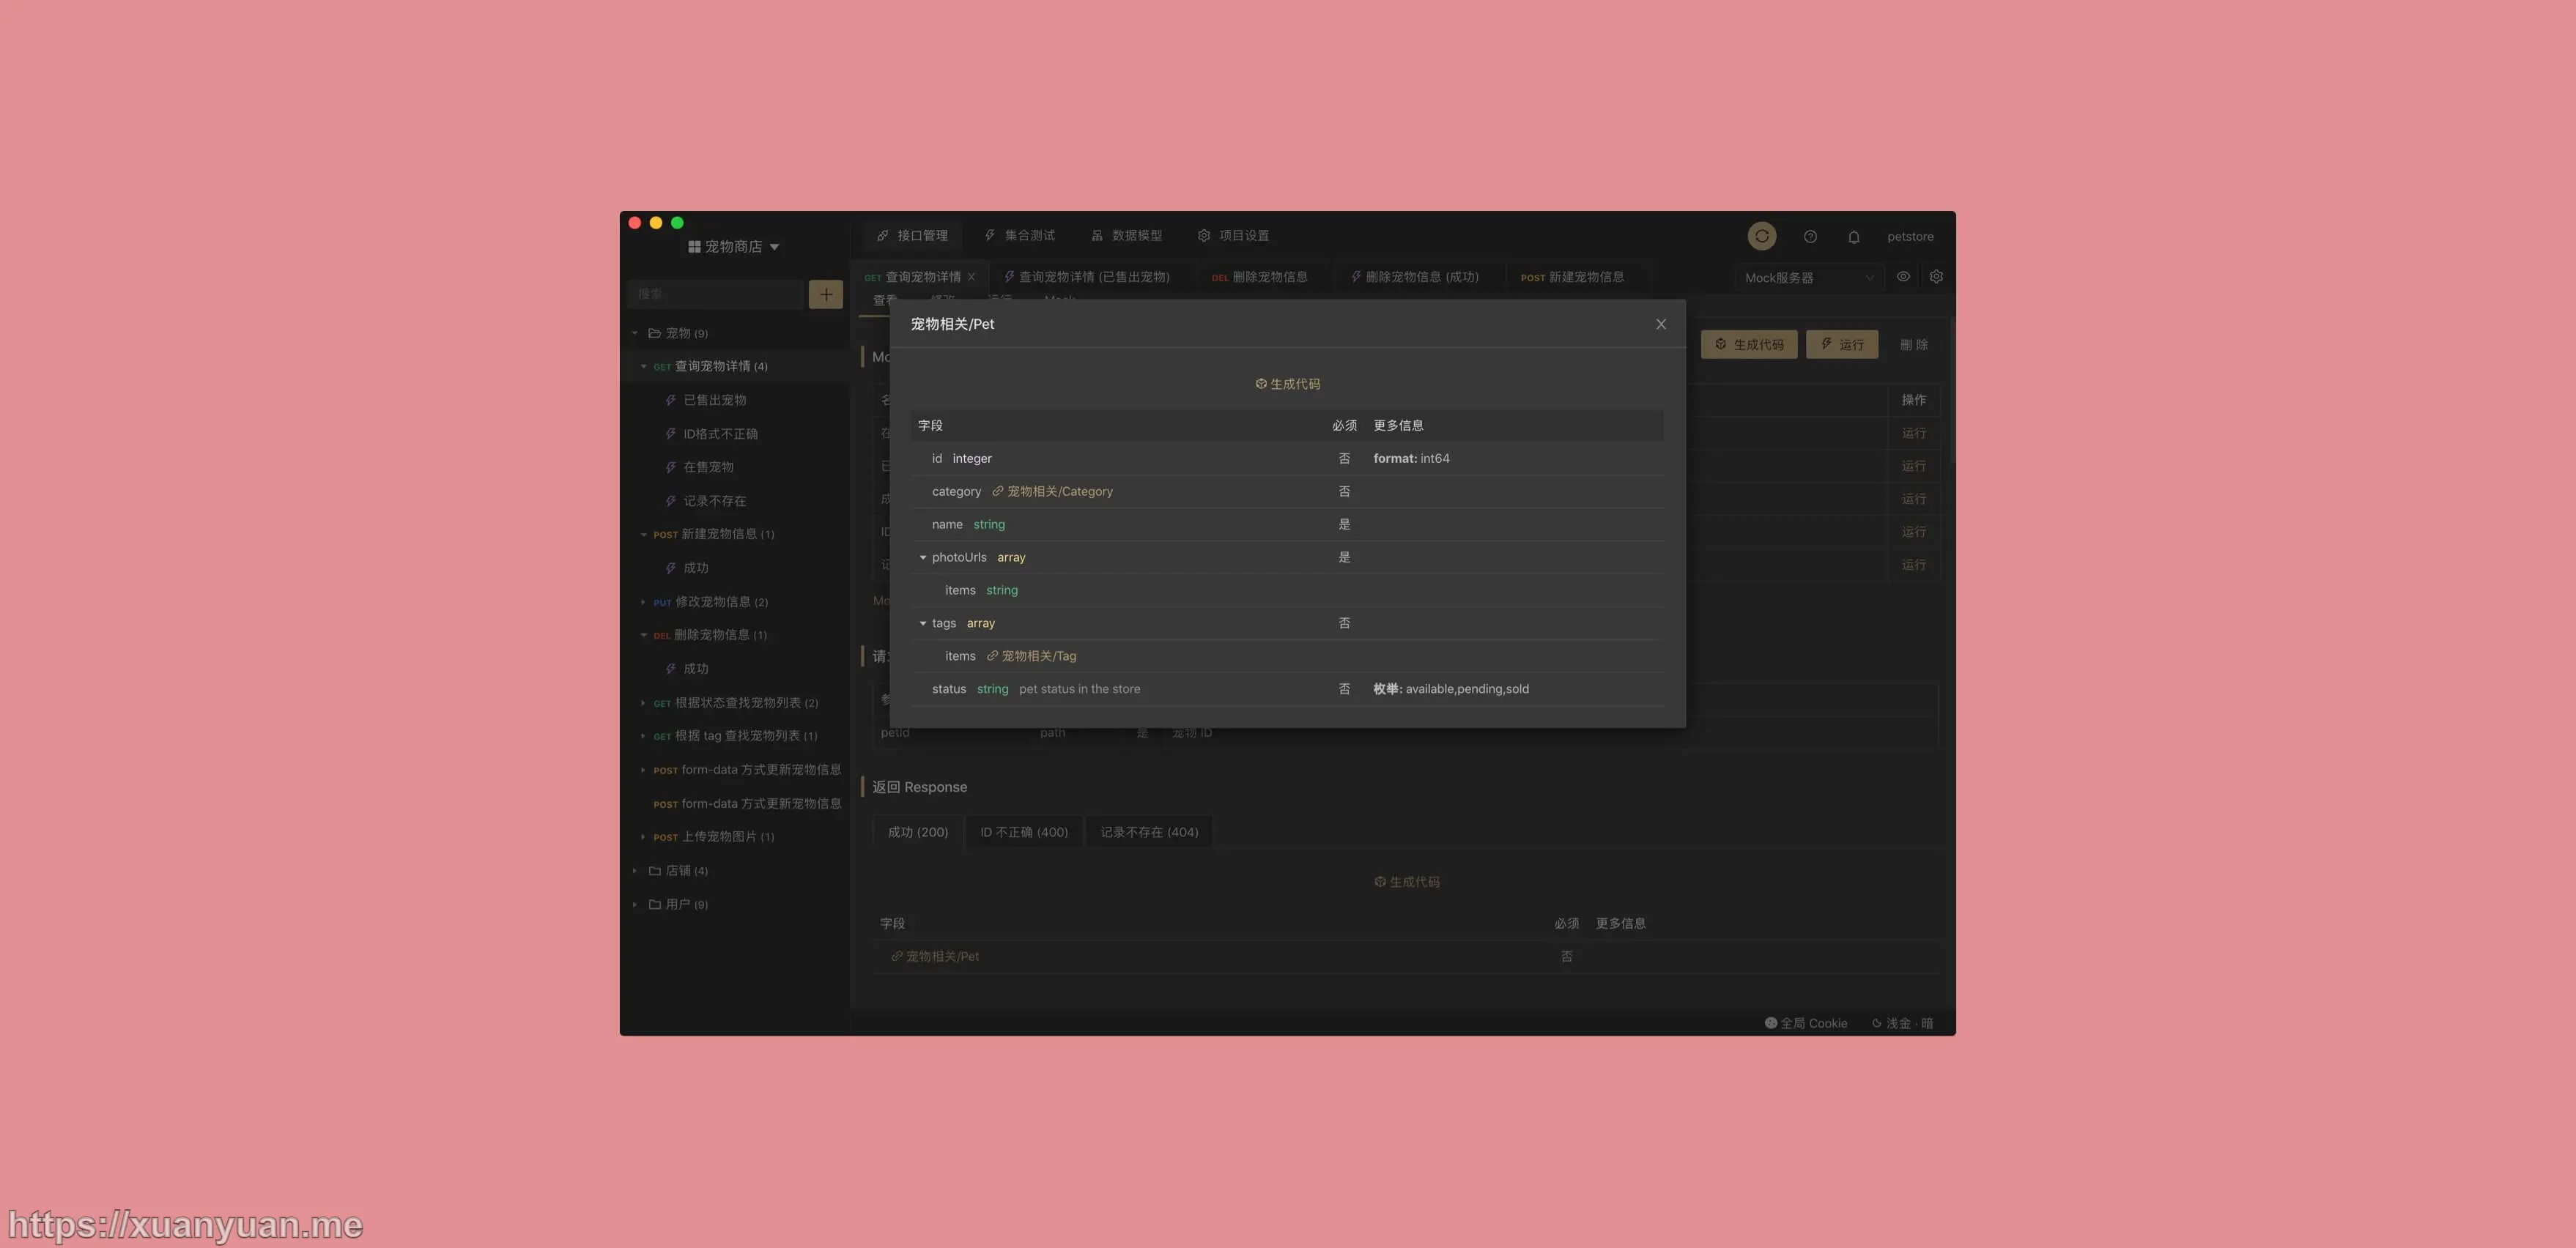 宠物商店
接口管理 集合测试 数据模型 项目设置
petstore
GET 查询宠物详情 查询宠物详情 (已售出宠物) DEL 删除宠物信息 删除宠物信息 (成功) POST 新建宠物信息
Mock服务器
搜索
宠物 (9)
GET 查询宠物详情 (4)
已售出宠物
ID格式不正确
在售宠物
记录不存在
POST 新建宠物信息 (1)
成功
PUT 修改宠物信息 (2)
DEL 删除宠物信息 (1)
成功
GET 根据状态查找宠物列表 (2)
GET 根据 tag 查找宠物列表 (1)
POST form-data 方式更新宠物信息
POST form-data 方式更新宠物信息
POST 上传宠物图片 (1)
店铺 (4)
用户 (9)
生成代码 运行 删 除
操作
运行
运行
运行
运行
运行
宠物相关/Pet
生成代码
字段 必须 更多信息
id integer 否 format: int64
category 宠物相关/Category 否
name string 是
photoUrls array 是
items string
tags array 否
items 宠物相关/Tag
status string pet status in the store 否 枚举: available,pending,sold
petId path 是 宠物 ID
返回 Response
成功 (200) ID 不正确 (400) 记录不存在 (404)
生成代码
字段 必须 更多信息
宠物相关/Pet 否
全局 Cookie 浅金 · 暗
https://xuanyuan.me